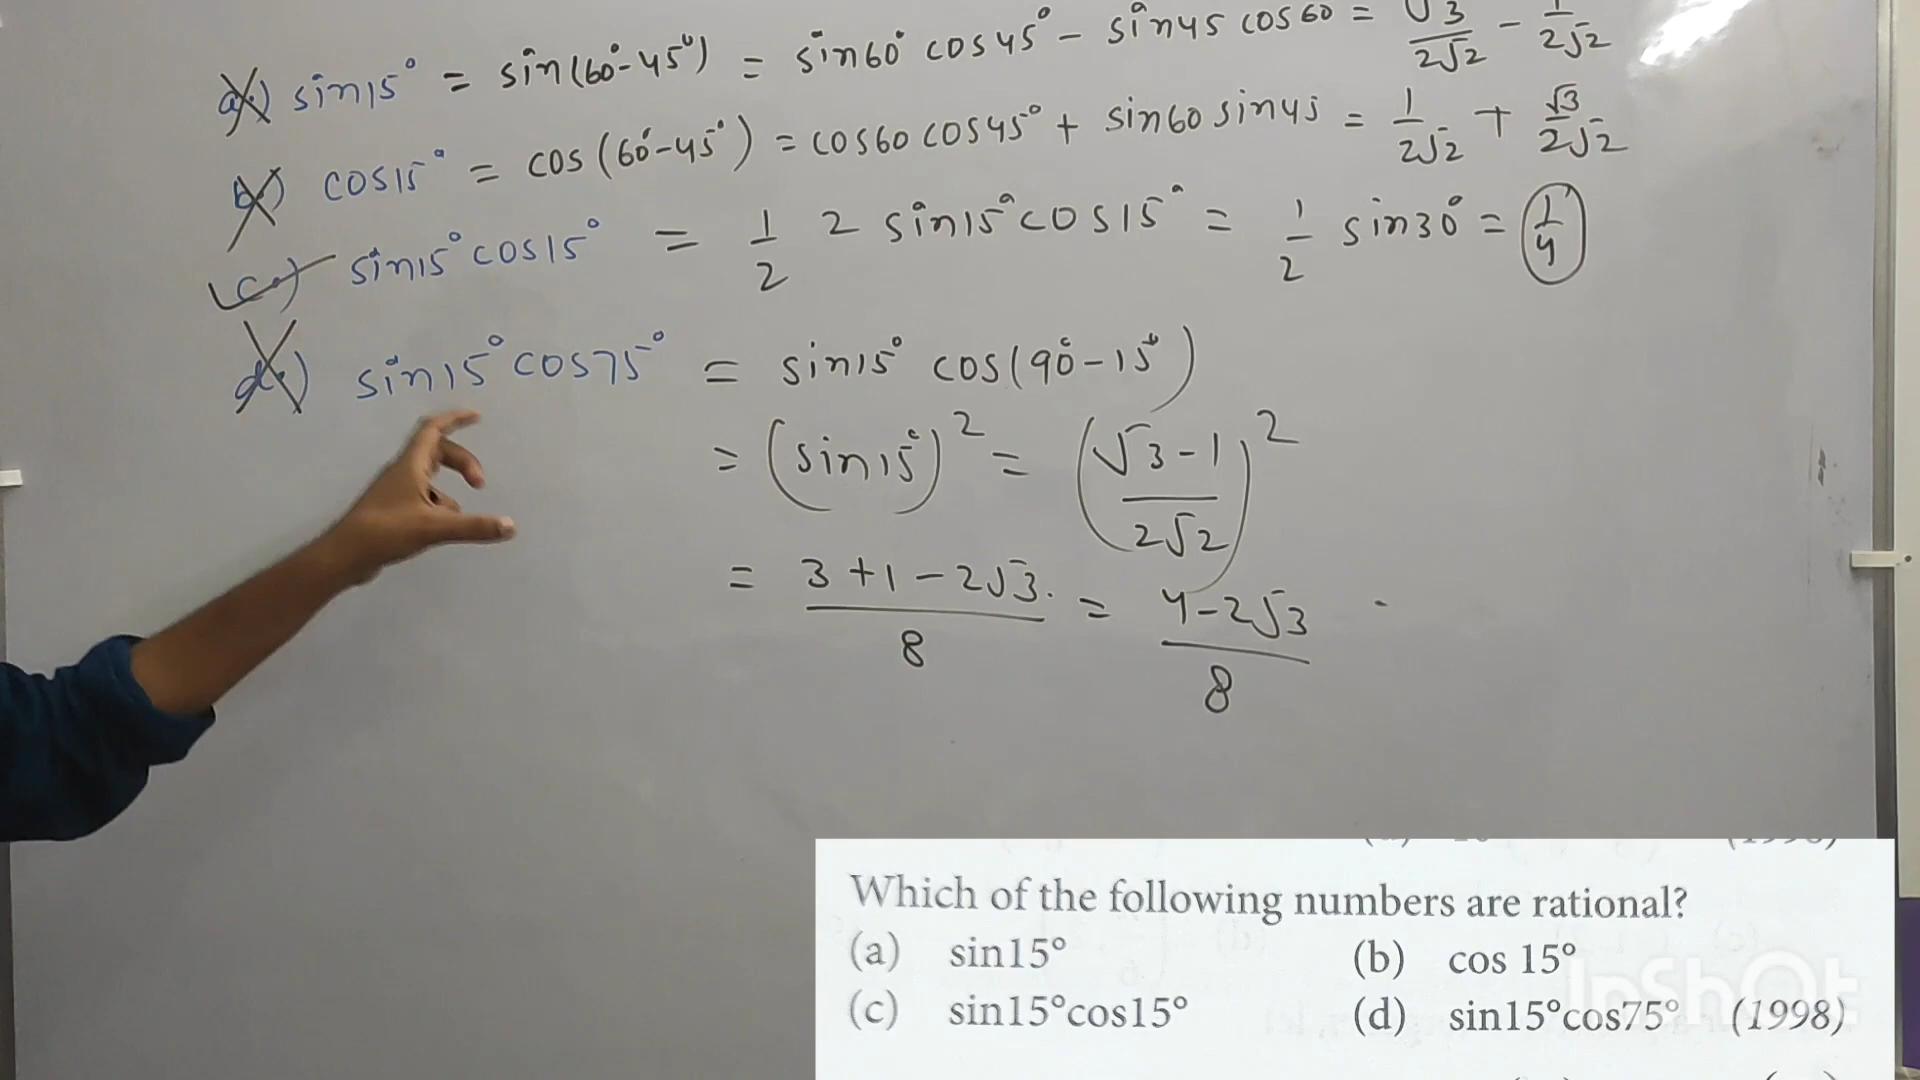 a.) sin15° = sin(60°-45°) = sin60° cos45° - sin45 cos60 = √3/2√2 - 1/2√2
b.) cos15° = cos(60°-45°) = cos60 cos45° + sin60 sin45 = 1/2√2 + √3/2√2
c.) sin15° cos15° = 1/2 2 sin15° cos15° = 1/2 sin30° = 1/4
d.) sin15° cos75° = sin15° cos(90°-15°)
= (sin15°)² = (√3-1/2√2)²
= 3+1-2√3/8 = 4-2√3/8
Which of the following numbers are rational?
(a) sin15° (b) cos 15°
(c) sin15°cos15° (d) sin15°cos75° (1998)
InShOt